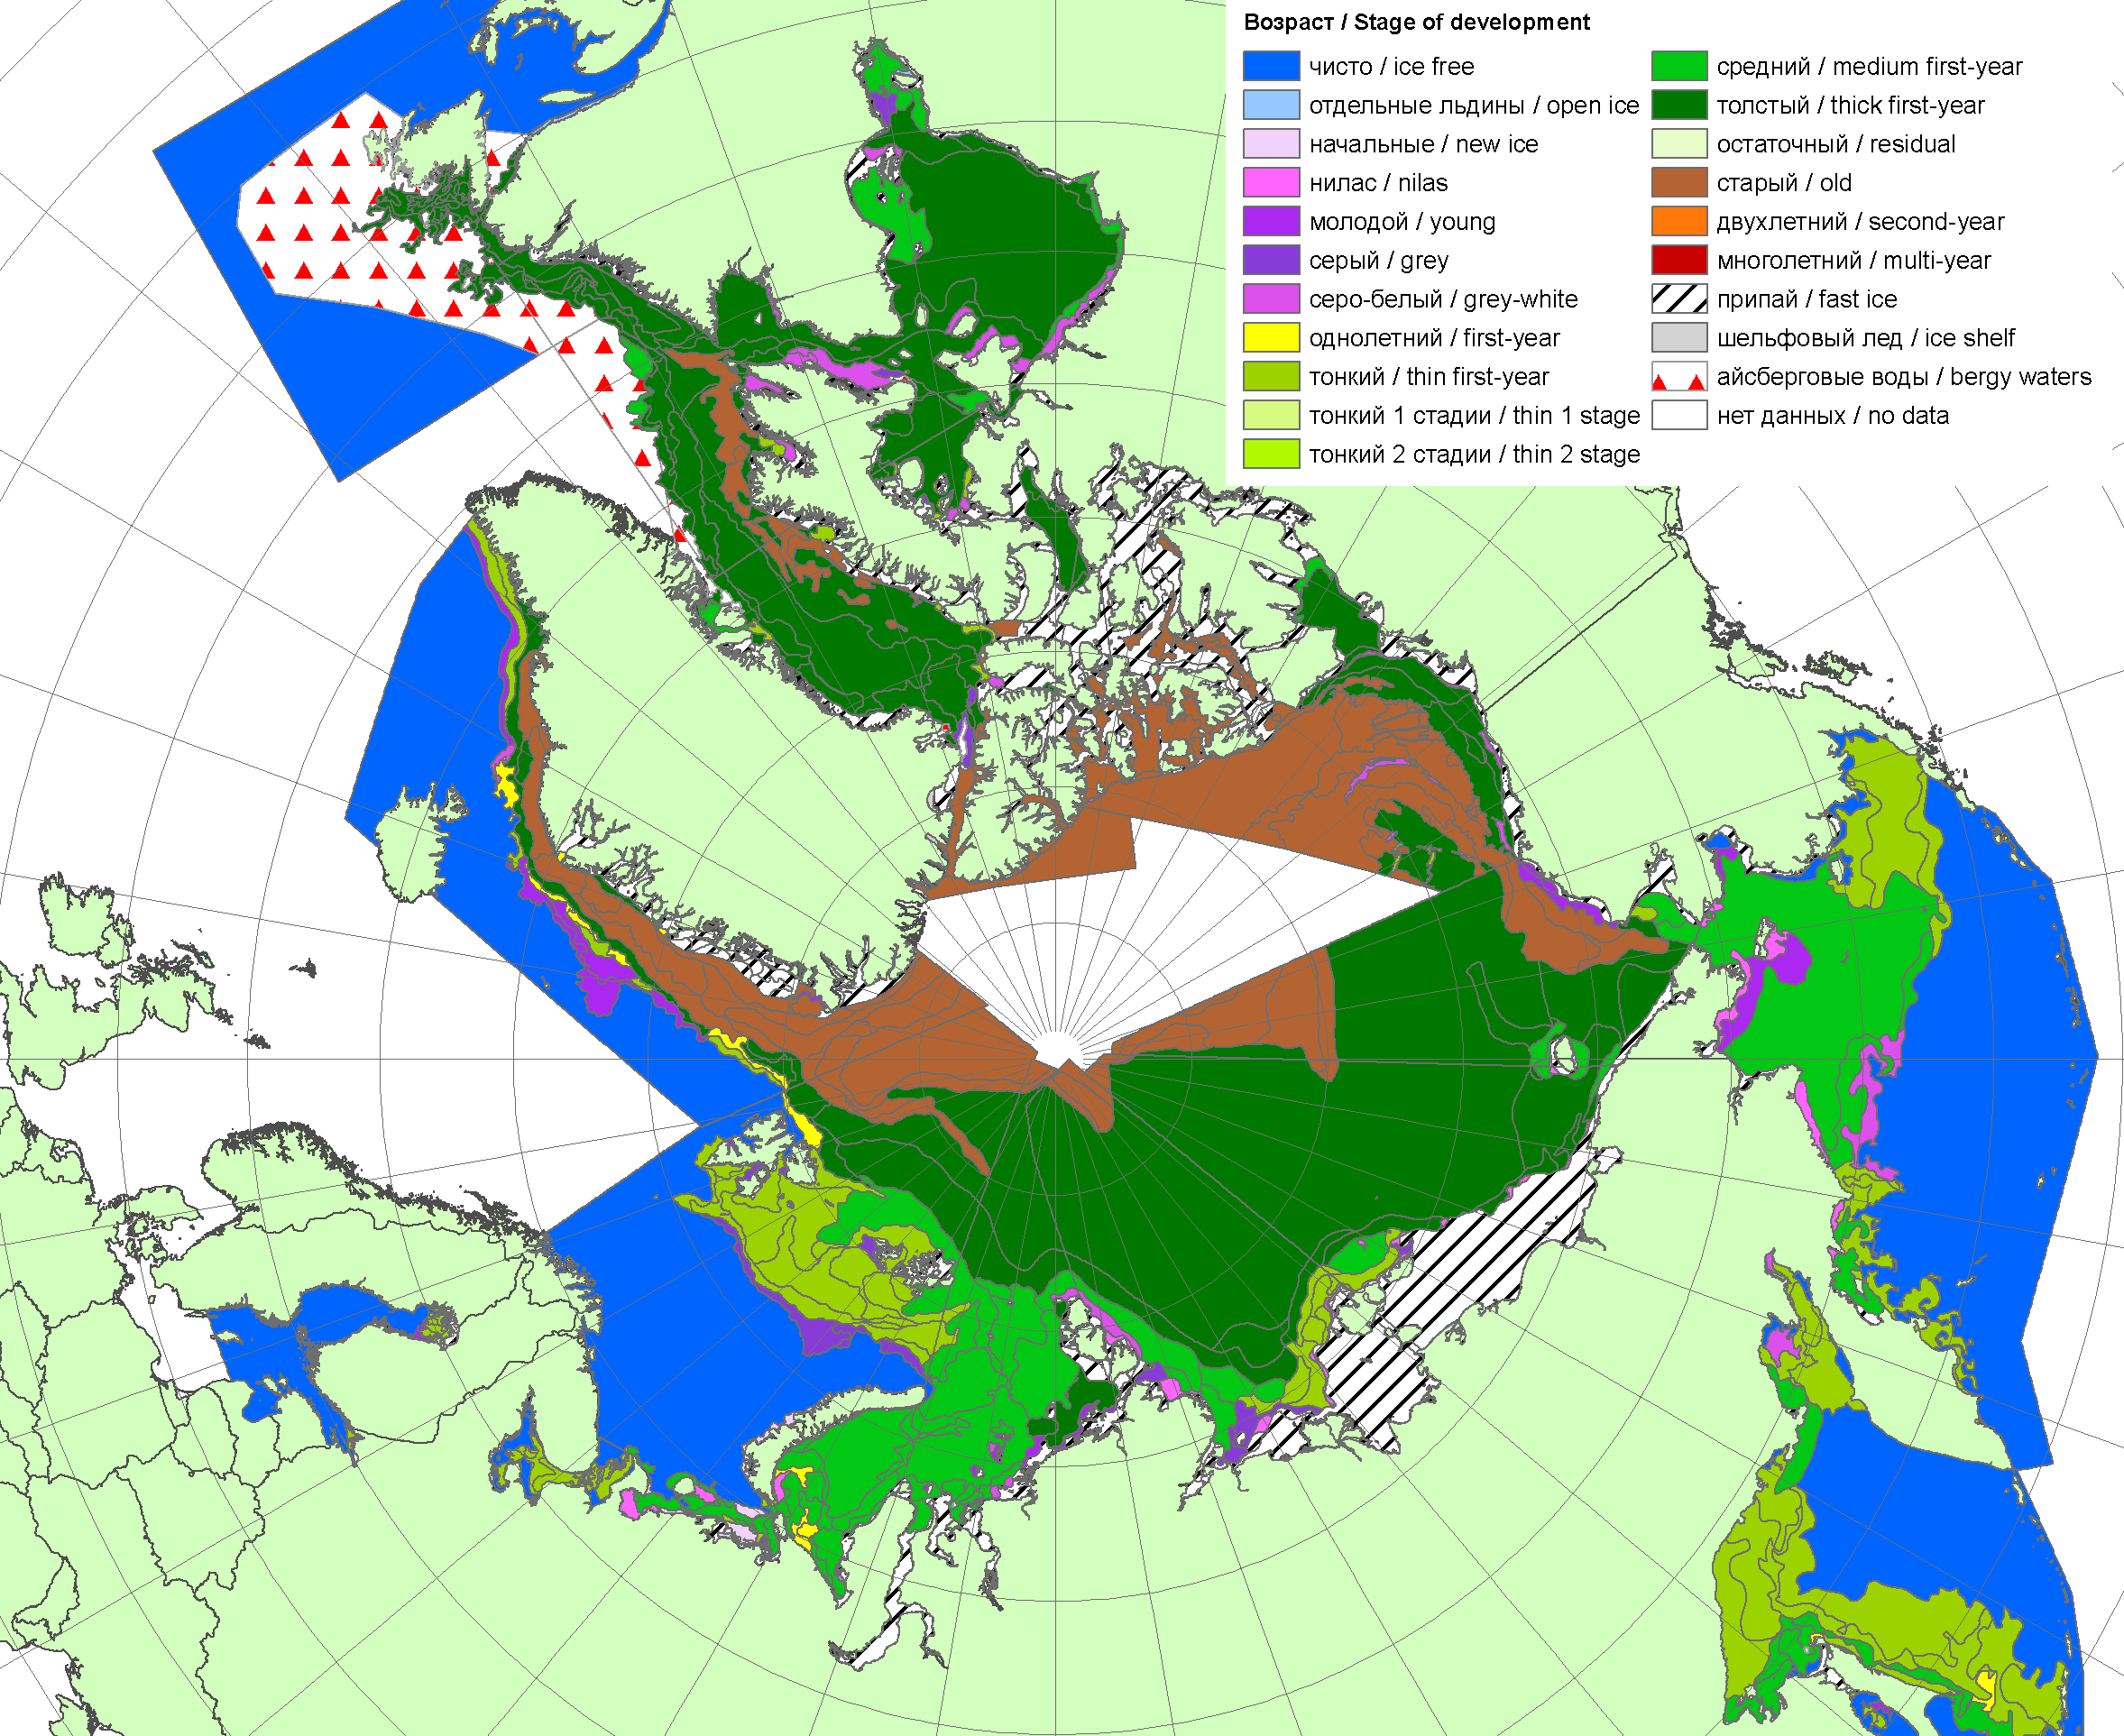 Возраст / Stage of development
чисто / ice free
отдельные льдины / open ice
начальные / new ice
нилас / nilas
молодой / young
серый / grey
серо-белый / grey-white
однолетний / first-year
тонкий / thin first-year
тонкий 1 стадии / thin 1 stage
тонкий 2 стадии / thin 2 stage
средний / medium first-year
толстый / thick first-year
остаточный / residual
старый / old
двухлетний / second-year
многолетний / multi-year
припай / fast ice
шельфовый лед / ice shelf
айсберговые воды / bergy waters
нет данных / no data